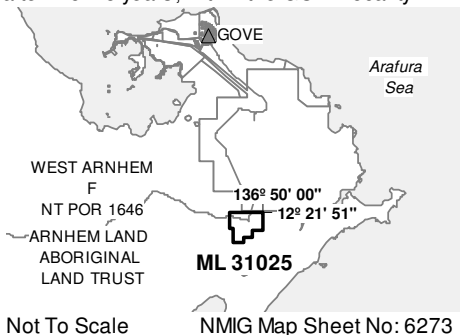 GOVE
Arafura
Sea
WEST ARNHEM
F
NT POR 1646
136º 50' 00"
12º 21' 51"
ARNHEM LAND
ABORIGINAL
LAND TRUST
ML 31025
Not To Scale NMIG Map Sheet No: 6273